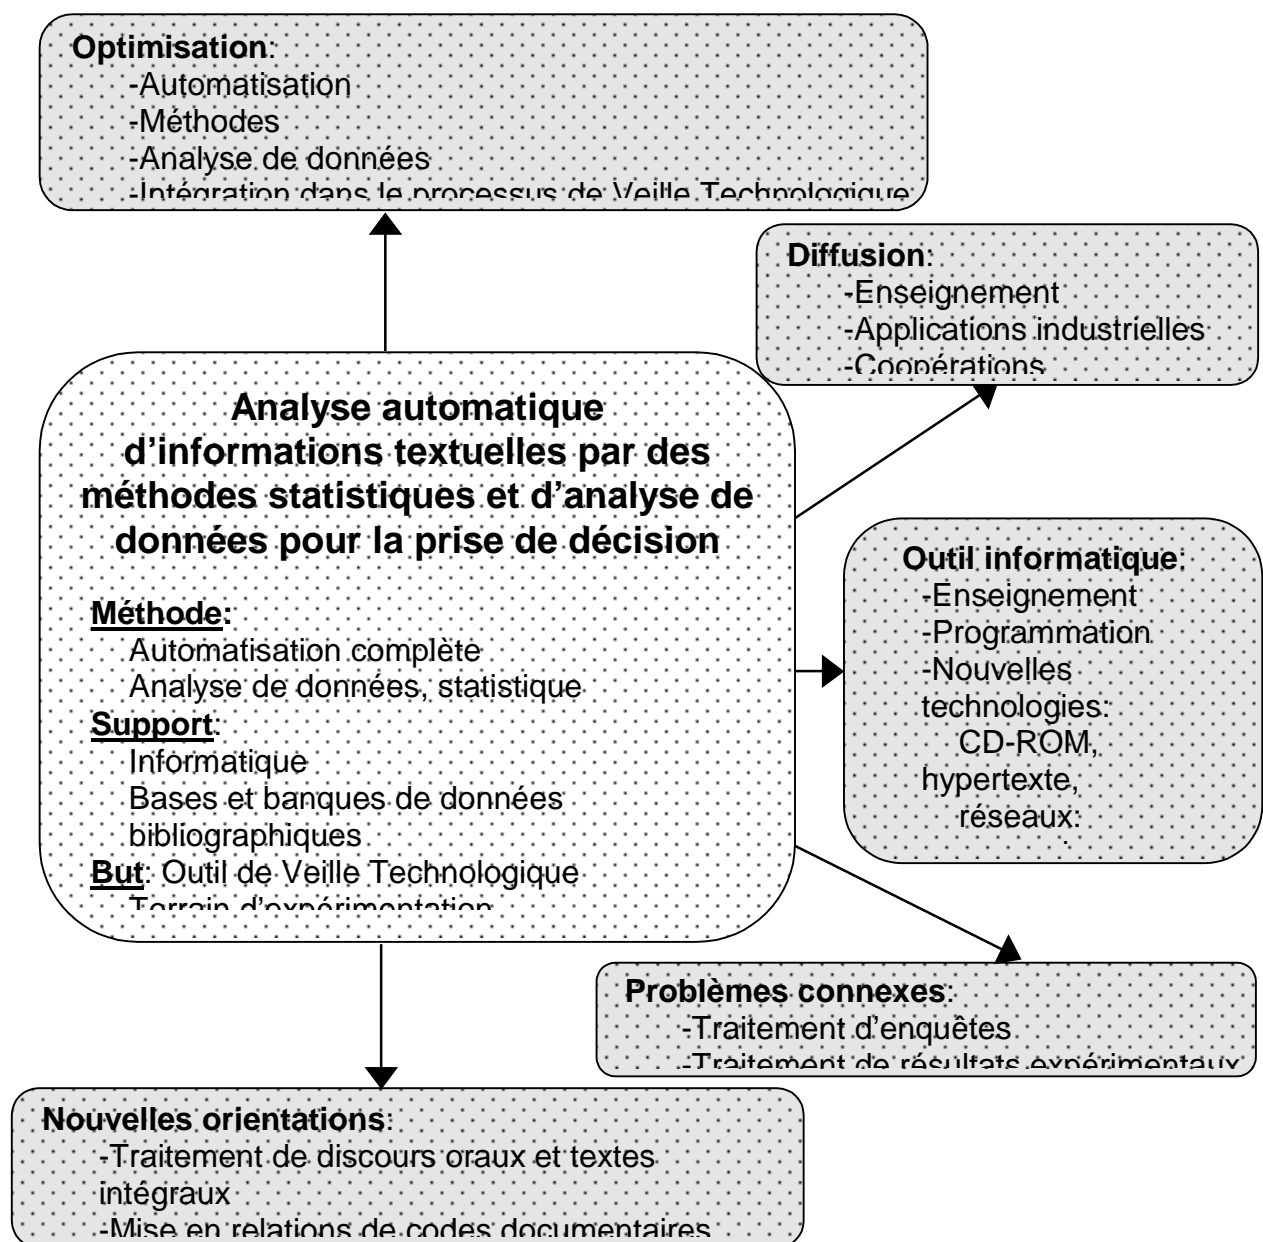 Optimisation:
-Automatisation
-Méthodes
-Analyse de données
-Intégration dans le processus de Veille Technologique
Diffusion:
-Enseignement
-Applications industrielles
-Coopérations
Analyse automatique
d’informations textuelles par des
méthodes statistiques et d’analyse de
données pour la prise de décision
Méthode:
Automatisation complète
Analyse de données, statistique
Support:
Informatique
Bases et banques de données
bibliographiques
But: Outil de Veille Technologique
Terrain d’expérimentation
Outil informatique:
-Enseignement
-Programmation
-Nouvelles
technologies:
CD-ROM,
hypertexte,
réseaux:
Problèmes connexes:
-Traitement d’enquêtes
-Traitement de résultats expérimentaux
Nouvelles orientations:
-Traitement de discours oraux et textes
intégraux
-Mise en relations de codes documentaires